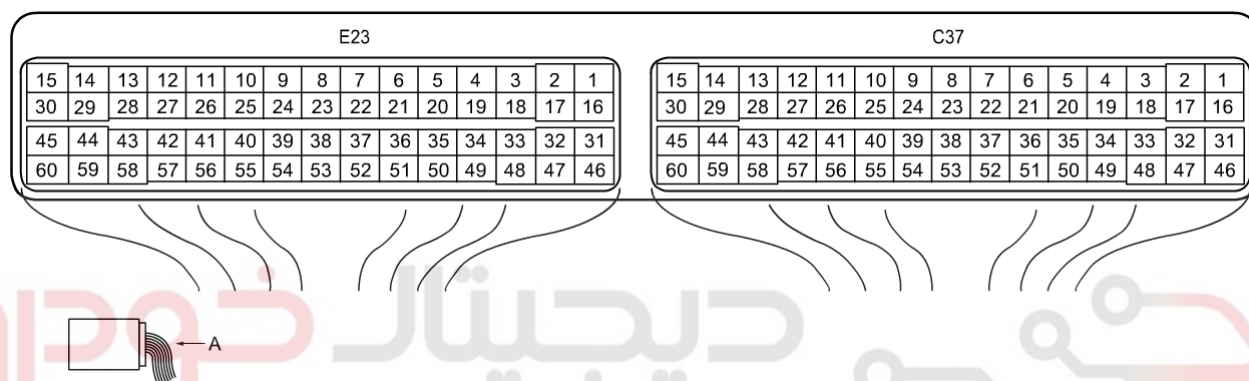 E23 C37
15 14 13 12 11 10 9 8 7 6 5 4 3 2 1 15 14 13 12 11 10 9 8 7 6 5 4 3 2 1
30 29 28 27 26 25 24 23 22 21 20 19 18 17 16 30 29 28 27 26 25 24 23 22 21 20 19 18 17 16
45 44 43 42 41 40 39 38 37 36 35 34 33 32 31 45 44 43 42 41 40 39 38 37 36 35 34 33 32 31
60 59 58 57 56 55 54 53 52 51 50 49 48 47 46 60 59 58 57 56 55 54 53 52 51 50 49 48 47 46
دیجیتال خودرو
A